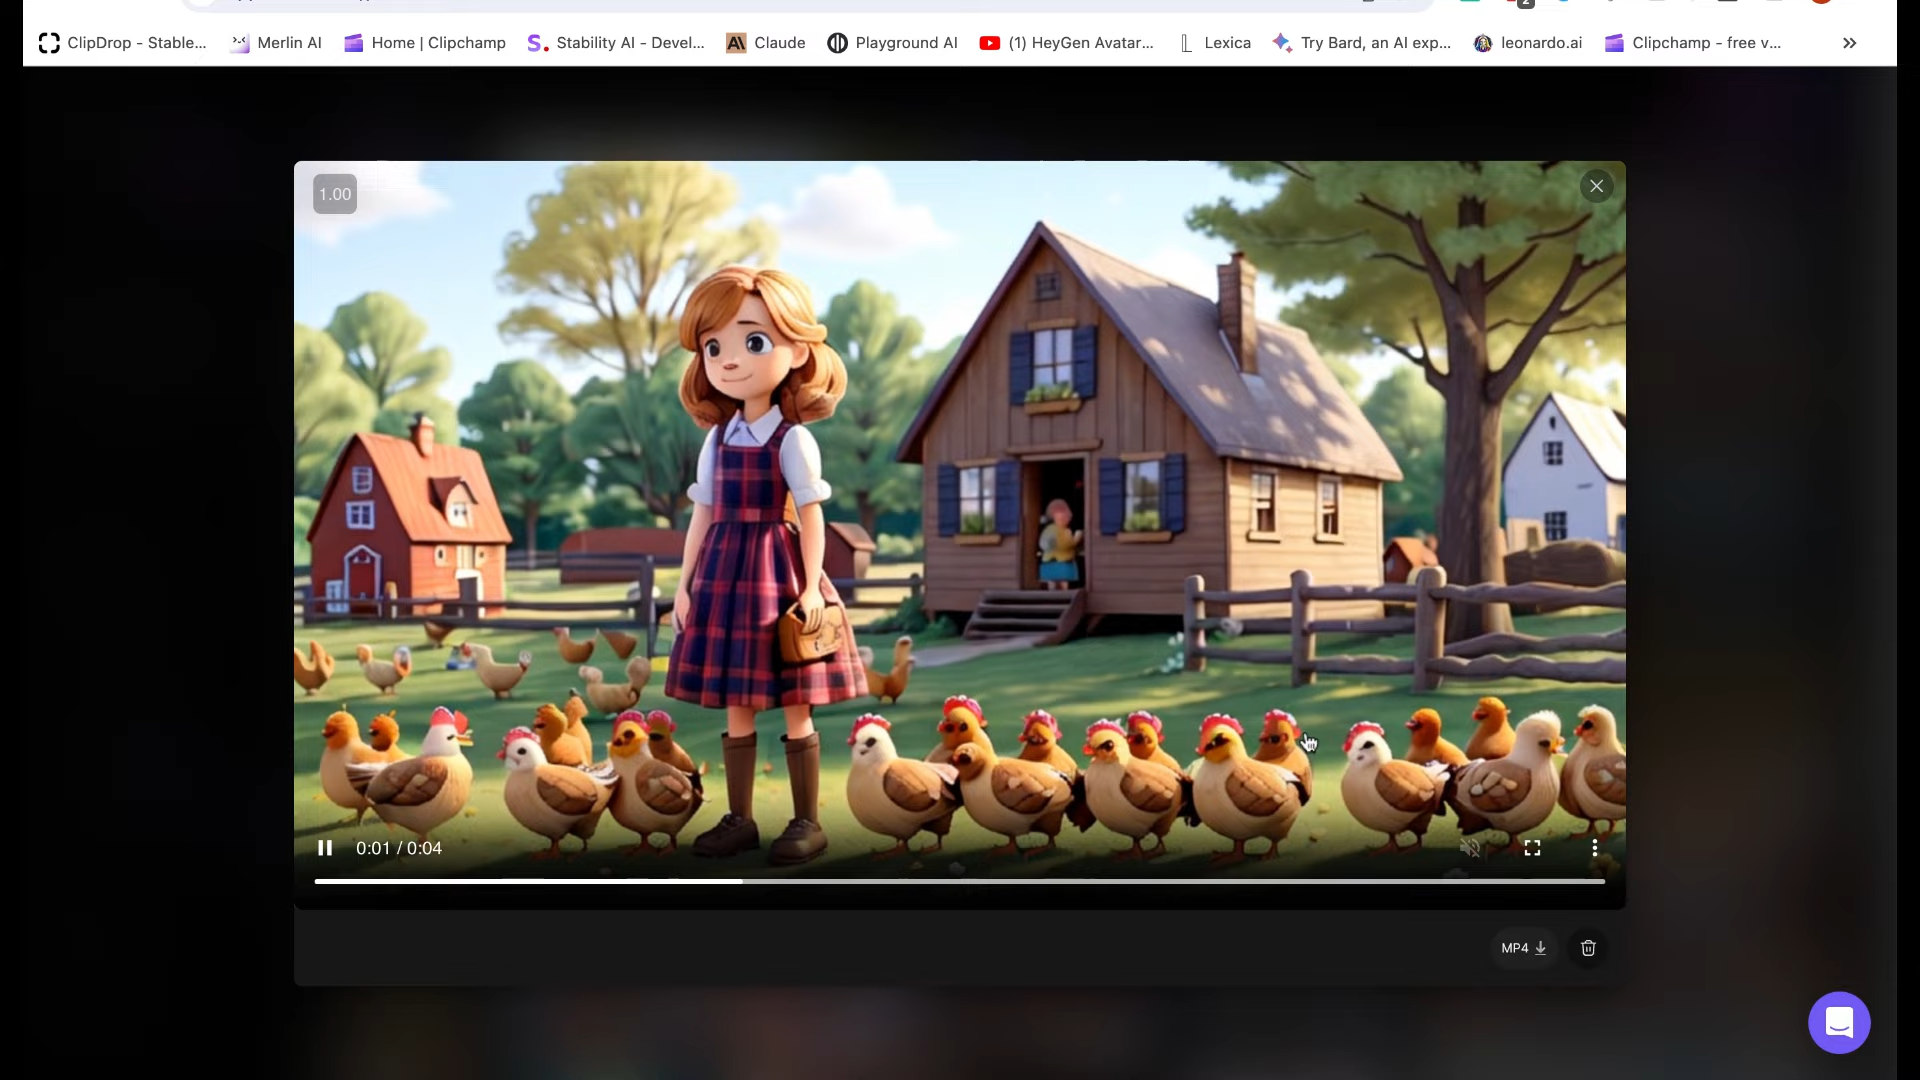 2
ClipDrop - Stable... Merlin AI Home | Clipchamp Stability AI - Devel... Claude Playground AI (1) HeyGen Avatar... Lexica Try Bard, an AI exp... leonardo.ai Clipchamp - free v... »
1.00
0:01 / 0:04
MP4